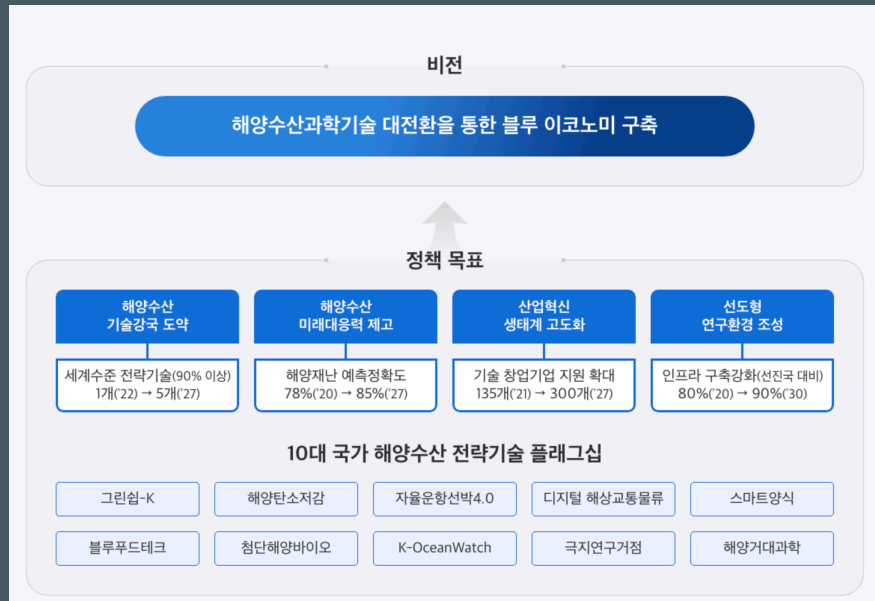 비전
해양수산과학기술 대전환을 통한 블루 이코노미 구축
정책 목표
해양수산
기술강국 도약
세계수준 전략기술(90% 이상)
1개('22) → 5개('27)
해양수산
미래대응력 제고
해양재난 예측정확도
78%('20) → 85%('27)
산업혁신
생태계 고도화
기술 창업기업 지원 확대
135개('21) → 300개('27)
선도형
연구환경 조성
인프라 구축강화(선진국 대비)
80%('20) → 90%('30)
10대 국가 해양수산 전략기술 플래그십
그린쉽-K
해양탄소저감
자율운항선박4.0
디지털 해상교통물류
스마트양식
블루푸드테크
첨단해양바이오
K-OceanWatch
극지연구거점
해양거대과학